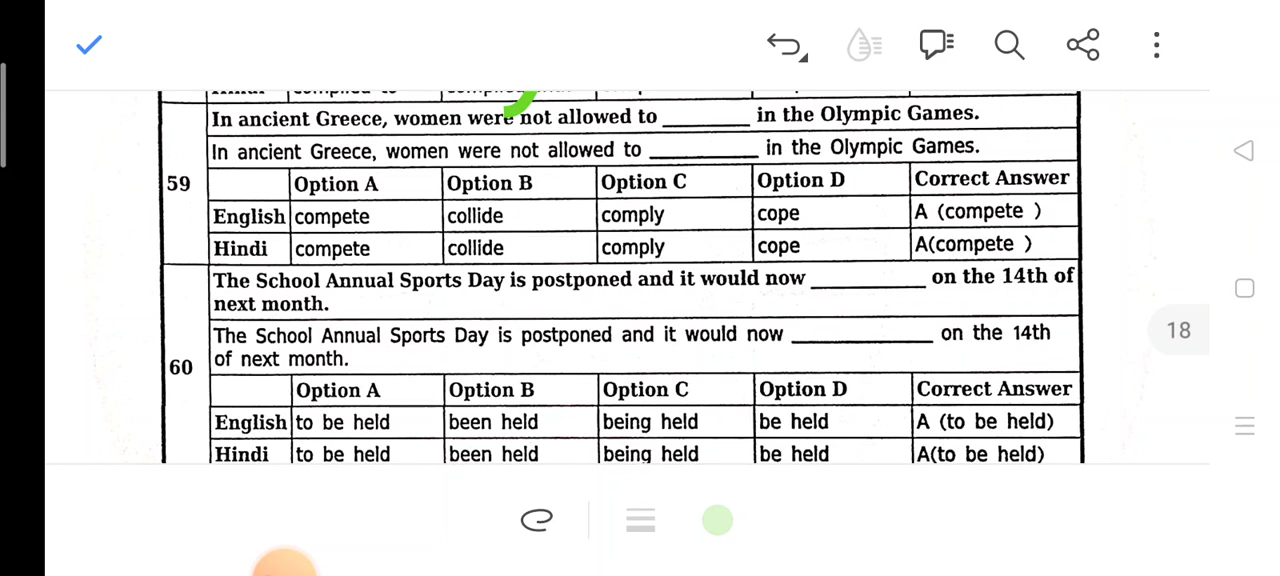 In ancient Greece, women were not allowed to ________ in the Olympic Games.
In ancient Greece, women were not allowed to __________ in the Olympic Games.
59
Option A Option B Option C Option D Correct Answer
English compete collide comply cope A (compete )
Hindi compete collide comply cope A(compete )
The School Annual Sports Day is postponed and it would now __________ on the 14th of
next month.
The School Annual Sports Day is postponed and it would now ____________ on the 14th
of next month.
60
Option A Option B Option C Option D Correct Answer
English to be held been held being held be held A (to be held)
Hindi to be held been held being held be held A(to be held)
18